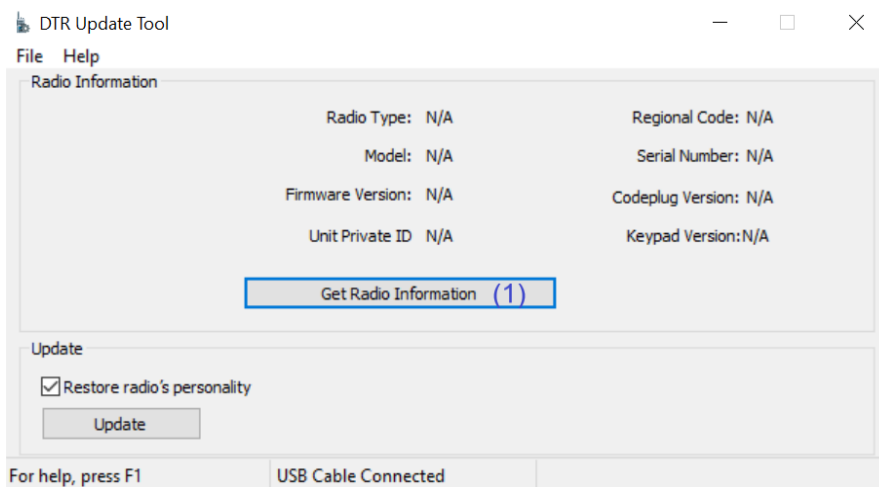 DTR Update Tool
File Help
Radio Information
Radio Type: N/A Regional Code: N/A
Model: N/A Serial Number: N/A
Firmware Version: N/A Codeplug Version: N/A
Unit Private ID N/A Keypad Version:N/A
Get Radio Information (1)
Update
Restore radio's personality
Update
For help, press F1 USB Cable Connected